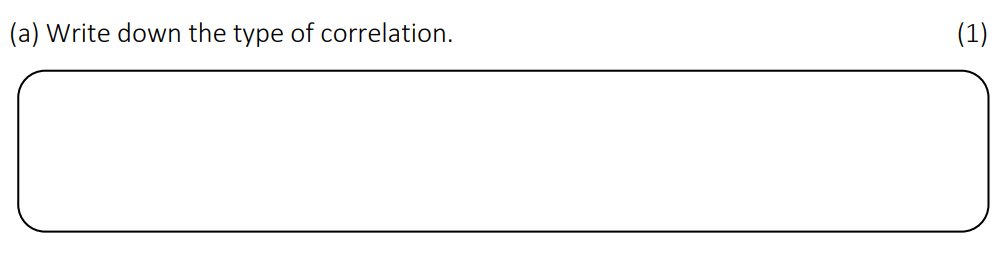 (a) Write down the type of correlation. (1)